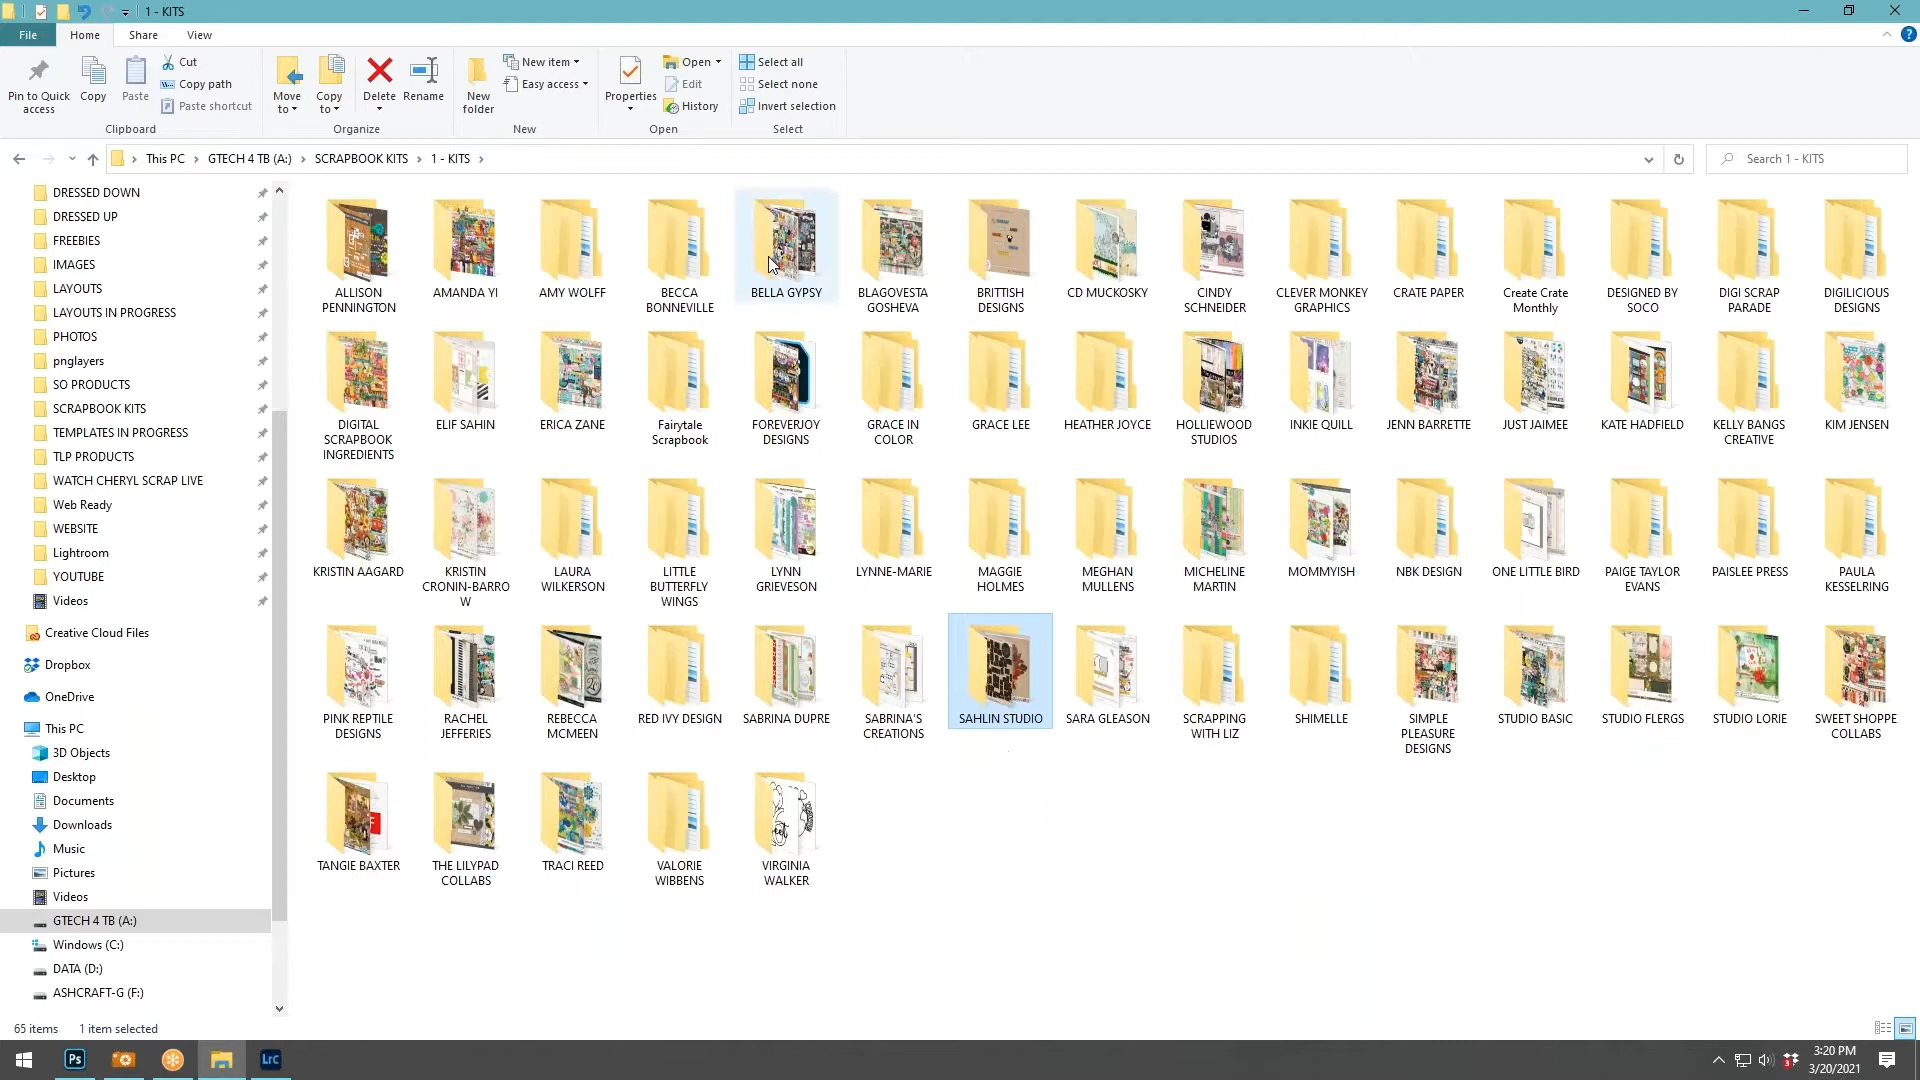 1 - KITS
File
Home
Share
View
Pin to Quick
access
Copy
Paste
Cut
Copy path
Paste shortcut
Clipboard
Move
to
Copy
to
Delete
Rename
Organize
New
folder
New item
Easy access
New
Properties
Open
Edit
History
Open
Select all
Select none
Invert selection
Select
This PC
GTECH 4 TB (A:)
SCRAPBOOK KITS
1 - KITS
Search 1 - KITS
DRESSED DOWN
DRESSED UP
FREEBIES
IMAGES
LAYOUTS
LAYOUTS IN PROGRESS
PHOTOS
pnglayers
SO PRODUCTS
SCRAPBOOK KITS
TEMPLATES IN PROGRESS
TLP PRODUCTS
WATCH CHERYL SCRAP LIVE
Web Ready
WEBSITE
Lightroom
YOUTUBE
Videos
Creative Cloud Files
Dropbox
OneDrive
This PC
3D Objects
Desktop
Documents
Downloads
Music
Pictures
Videos
GTECH 4 TB (A:)
Windows (C:)
DATA (D:)
ASHCRAFT-G (F:)
ALLISON
PENNINGTON
AMANDA YI
AMY WOLFF
BECCA
BONNEVILLE
BELLA GYPSY
BLAGOVESTA
GOSHEVA
BRITTISH
DESIGNS
CD MUCKOSKY
CINDY
SCHNEIDER
CLEVER MONKEY
GRAPHICS
CRATE PAPER
Create Crate
Monthly
DESIGNED BY
SOCO
DIGI SCRAP
PARADE
DIGILICIOUS
DESIGNS
DIGITAL
SCRAPBOOK
INGREDIENTS
ELIF SAHIN
ERICA ZANE
Fairytale
Scrapbook
FOREVERJOY
DESIGNS
GRACE IN
COLOR
GRACE LEE
HEATHER JOYCE
HOLLIEWOOD
STUDIOS
INKIE QUILL
JENN BARRETTE
JUST JAIMEE
KATE HADFIELD
KELLY BANGS
CREATIVE
KIM JENSEN
KRISTIN AAGARD
KRISTIN
CRONIN-BARRO
W
LAURA
WILKERSON
LITTLE
BUTTERFLY
WINGS
LYNN
GRIEVESON
LYNNE-MARIE
MAGGIE
HOLMES
MEGHAN
MULLENS
MICHELINE
MARTIN
MOMMYISH
NBK DESIGN
ONE LITTLE BIRD
PAIGE TAYLOR
EVANS
PAISLEE PRESS
PAULA
KESSELRING
PINK REPTILE
DESIGNS
RACHEL
JEFFERIES
REBECCA
MCMEEN
RED IVY DESIGN
SABRINA DUPRE
SABRINA'S
CREATIONS
SAHLIN STUDIO
SARA GLEASON
SCRAPPING
WITH LIZ
SHIMELLE
SIMPLE
PLEASURE
DESIGNS
STUDIO BASIC
STUDIO FLERGS
STUDIO LORIE
SWEET SHOPPE
COLLABS
TANGIE BAXTER
THE LILYPAD
COLLABS
TRACI REED
VALORIE
WIBBENS
VIRGINIA
WALKER
65 items
1 item selected
Ps
Lrc
3:20 PM
3/20/2021